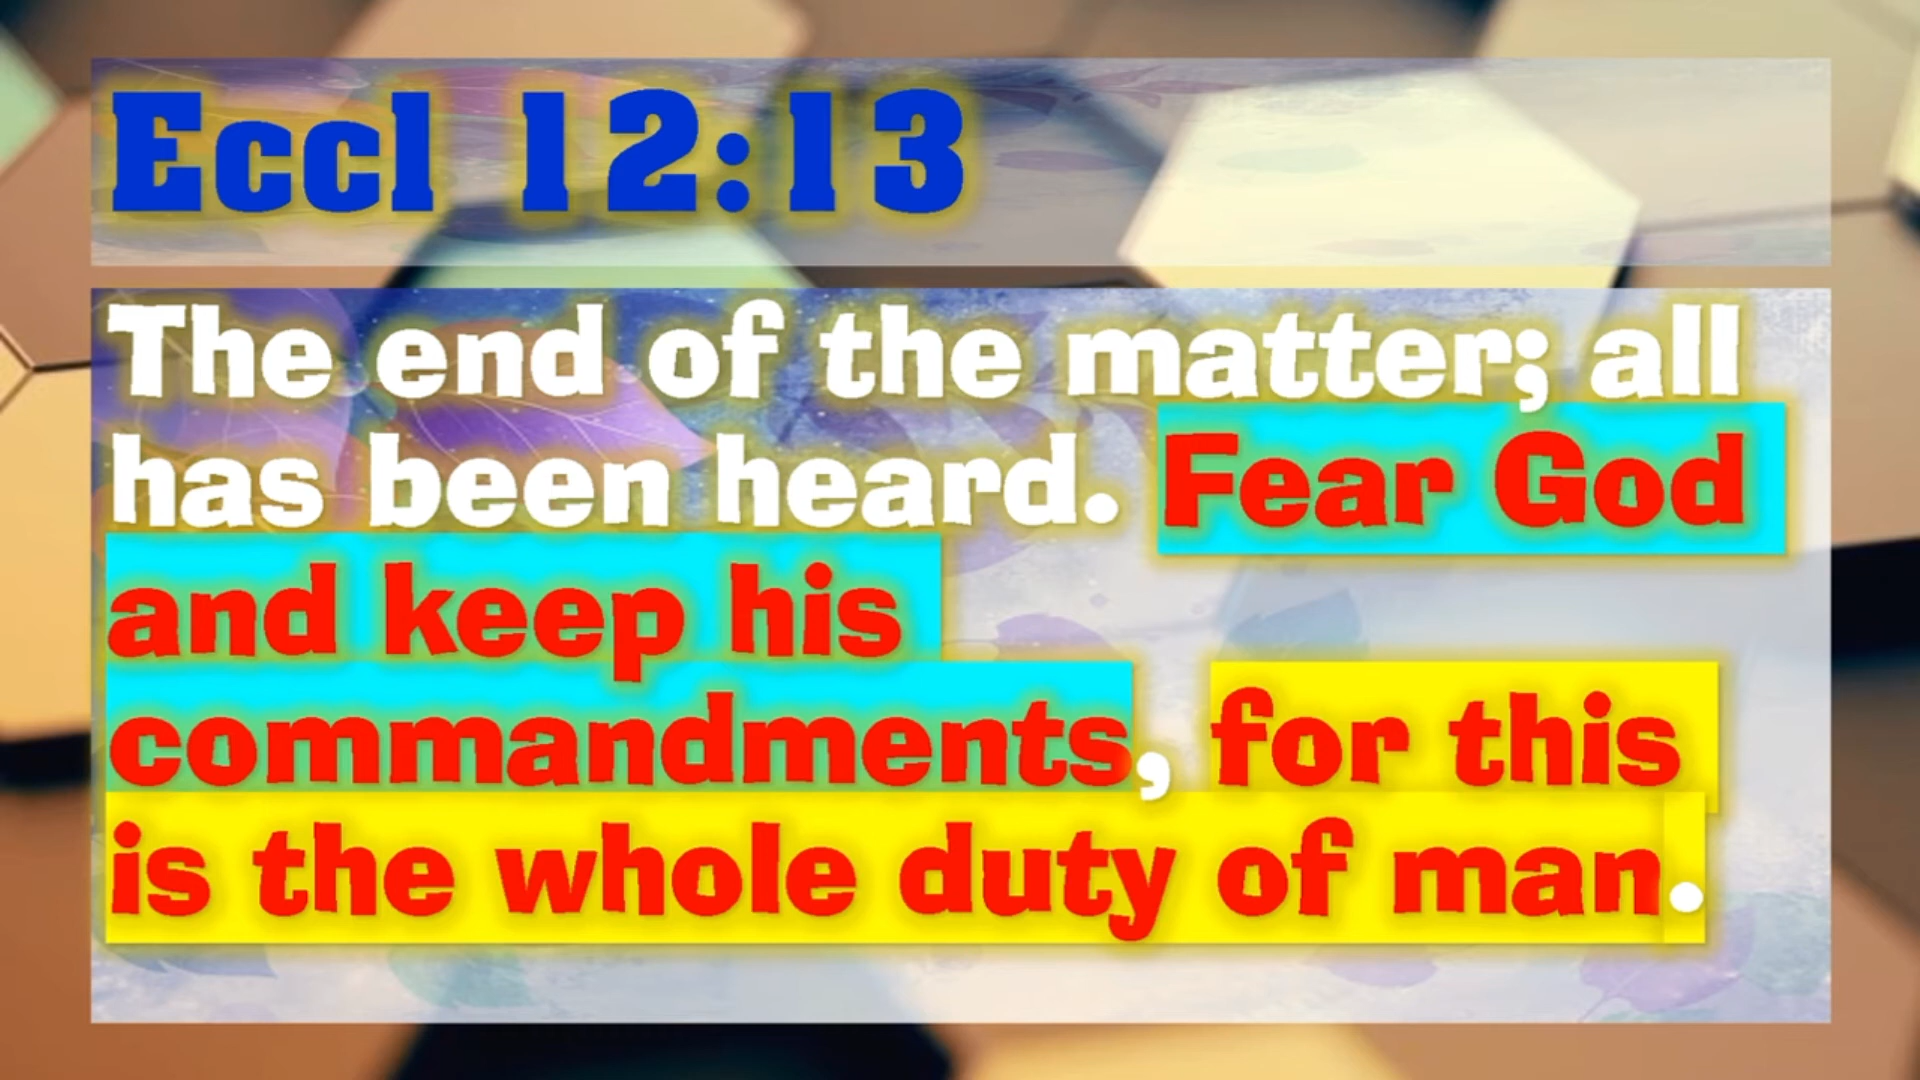 Eccl 12:13
The end of the matter; all
has been heard. Fear God
and keep his
commandments, for this
is the whole duty of man.